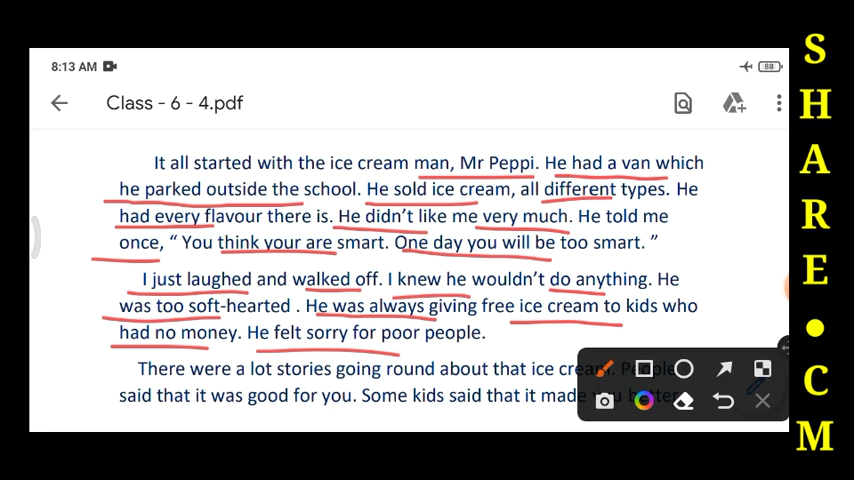 8:13 AM
88
Class - 6 - 4.pdf
It all started with the ice cream man, Mr Peppi. He had a van which
he parked outside the school. He sold ice cream, all different types. He
had every flavour there is. He didn't like me very much. He told me
once, “ You think your are smart. One day you will be too smart. ”
I just laughed and walked off. I knew he wouldn't do anything. He
was too soft-hearted . He was always giving free ice cream to kids who
had no money. He felt sorry for poor people.
There were a lot stories going round about that ice cream. People
said that it was good for you. Some kids said that it made you better
SHARE●CM